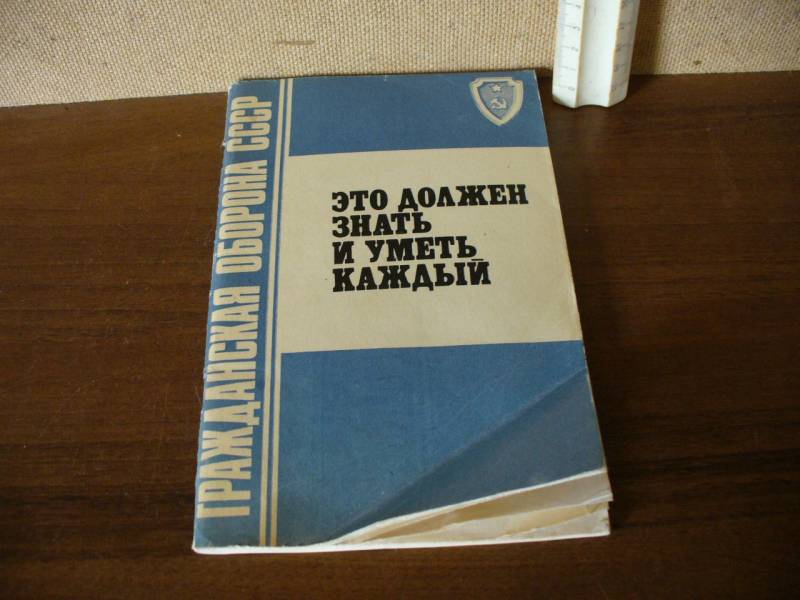 ГРАЖДАНСКАЯ ОБОРОНА СССР
ЭТО ДОЛЖЕН
ЗНАТЬ
И УМЕТЬ
КАЖДЫЙ